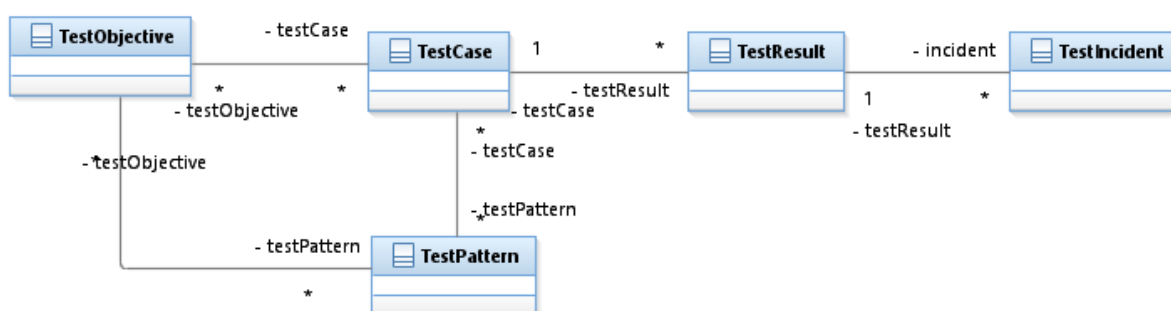 TestObjective
- testCase
TestCase
1
*
TestResult
- incident
TestIncident
*
*
- testObjective
- testResult
- testCase
1
*
- testResult
*
- testCase
- testObjective
*
- testPattern
*
- testPattern
TestPattern
*